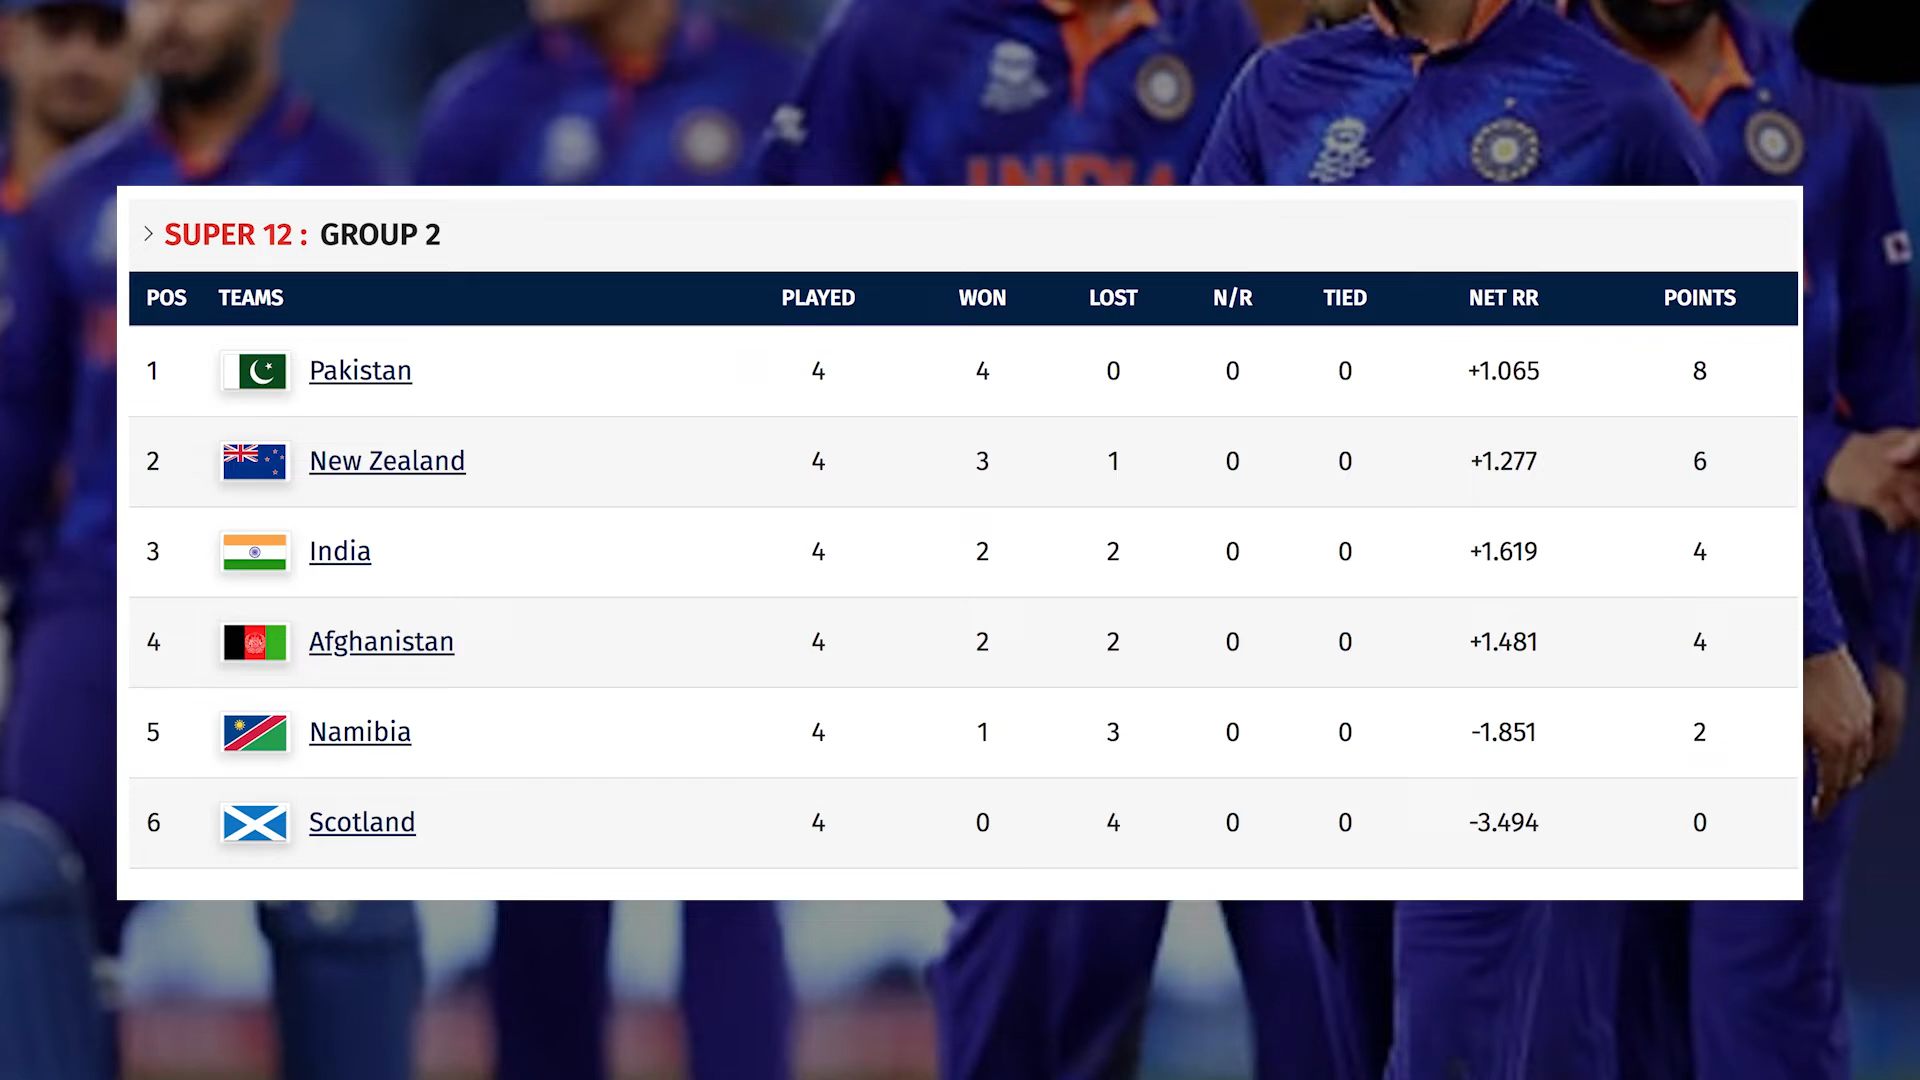 INDIA
SUPER 12 : GROUP 2
POS TEAMS PLAYED WON LOST N/R TIED NET RR POINTS
1 Pakistan 4 4 0 0 0 +1.065 8
2 New Zealand 4 3 1 0 0 +1.277 6
3 India 4 2 2 0 0 +1.619 4
4 Afghanistan 4 2 2 0 0 +1.481 4
5 Namibia 4 1 3 0 0 -1.851 2
6 Scotland 4 0 4 0 0 -3.494 0